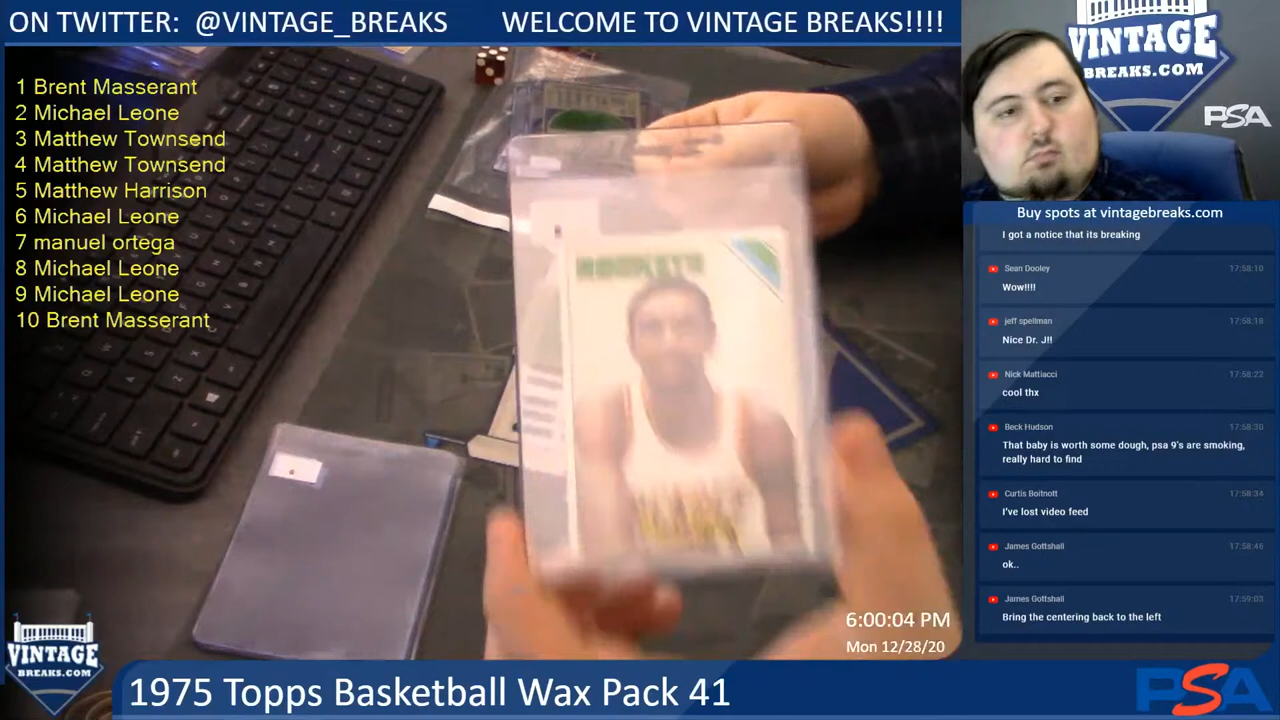 ON TWITTER: @VINTAGE_BREAKS WELCOME TO VINTAGE BREAKS!!!!
1 Brent Masserant
2 Michael Leone
3 Matthew Townsend
4 Matthew Townsend
5 Matthew Harrison
6 Michael Leone
7 manuel ortega
8 Michael Leone
9 Michael Leone
10 Brent Masserant
VINTAGE
BREAKS.COM
PSA
Buy spots at vintagebreaks.com
I got a notice that its breaking
Sean Dooley 17:58:10
Wow!!!!
jeff spellman 17:58:18
Nice Dr. J!!
Nick Mattiacci 17:58:22
cool thx
Beck Hudson 17:58:30
That baby is worth some dough, psa 9's are smoking,
really hard to find
Curtis Boitnott 17:58:34
I've lost video feed
James Gottshall 17:58:46
ok..
James Gottshall 17:59:03
Bring the centering back to the left
6:00:04 PM
Mon 12/28/20
VINTAGE
BREAKS.COM
1975 Topps Basketball Wax Pack 41
PSA